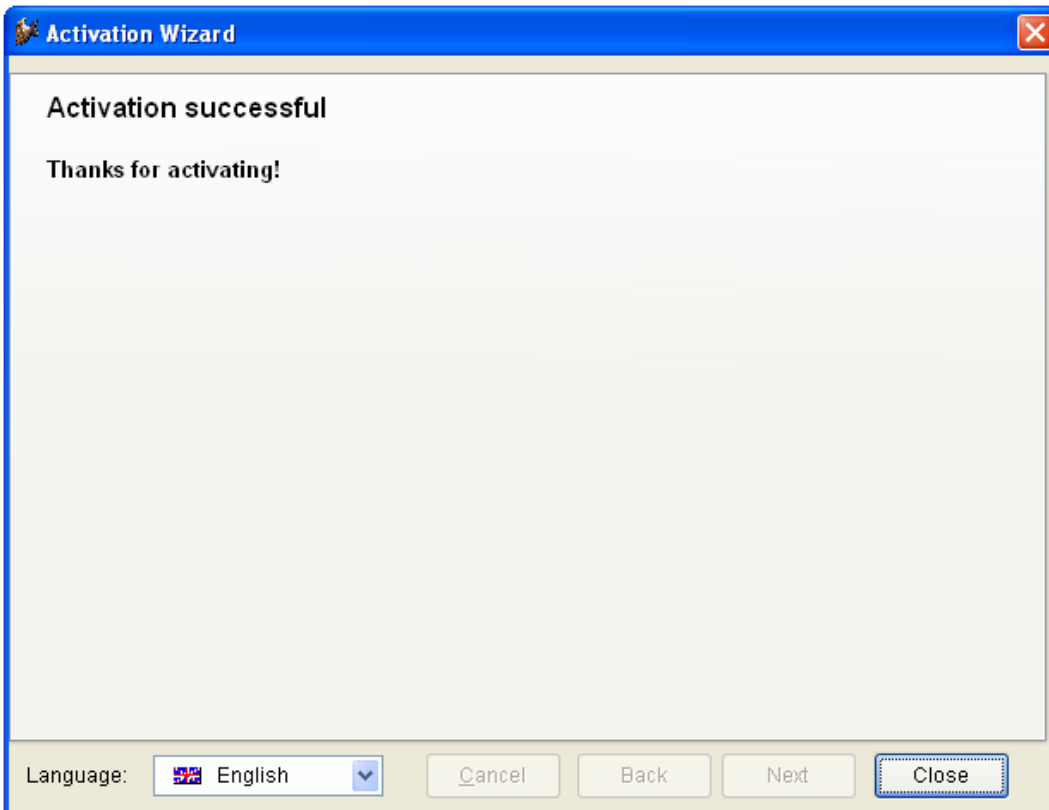 Activation Wizard
Activation successful
Thanks for activating!
Language: English Cancel Back Next Close